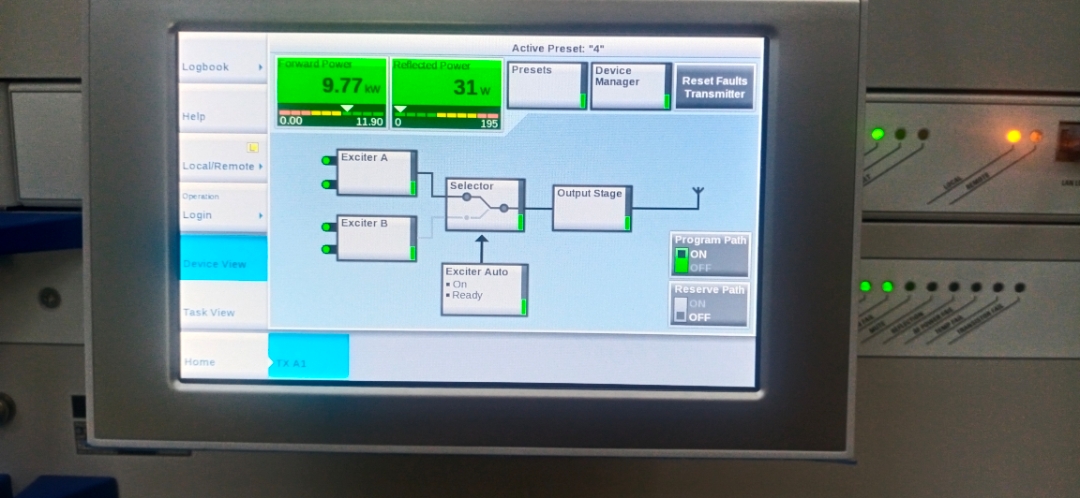 Active Preset: "4"
Logbook
Help
L
Local/Remote
Operation
Login
Device View
Task View
Home
TX A1
Forward Power
9.77 kW
0.00 11.90
Reflected Power
31 W
0 195
Presets
Device
Manager
Reset Faults
Transmitter
Exciter A
Exciter B
Selector
Output Stage
Exciter Auto
On
Ready
Program Path
ON
OFF
Reserve Path
ON
OFF
LOCAL
REMOTE